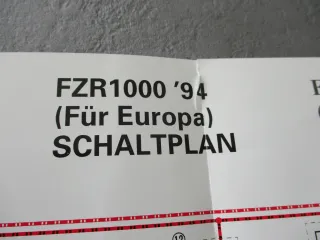 FZR1000 '94
(Für Europa)
SCHALTPLAN